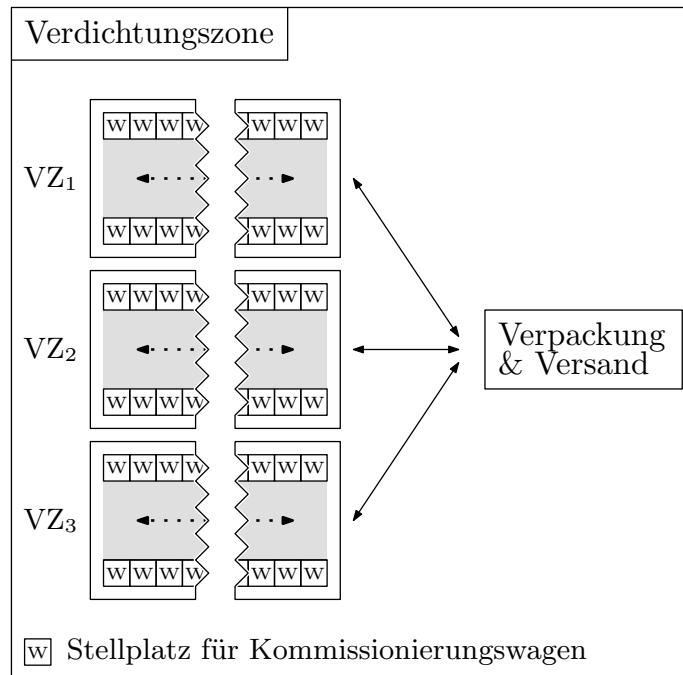 Verdichtungszone
W W W W W W W
VZ₁
W W W W W W W
W W W W W W W
VZ₂
Verpackung
& Versand
W W W W W W W
W W W W W W W
VZ₃
W W W W W W W
W Stellplatz für Kommissionierungswagen